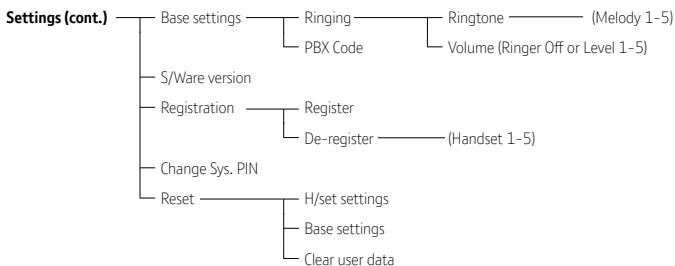 Settings (cont.) Base settings Ringing Ringtone (Melody 1-5)
PBX Code Volume (Ringer Off or Level 1-5)
S/Ware version
Registration Register
De-register (Handset 1-5)
Change Sys. PIN
Reset H/set settings
Base settings
Clear user data